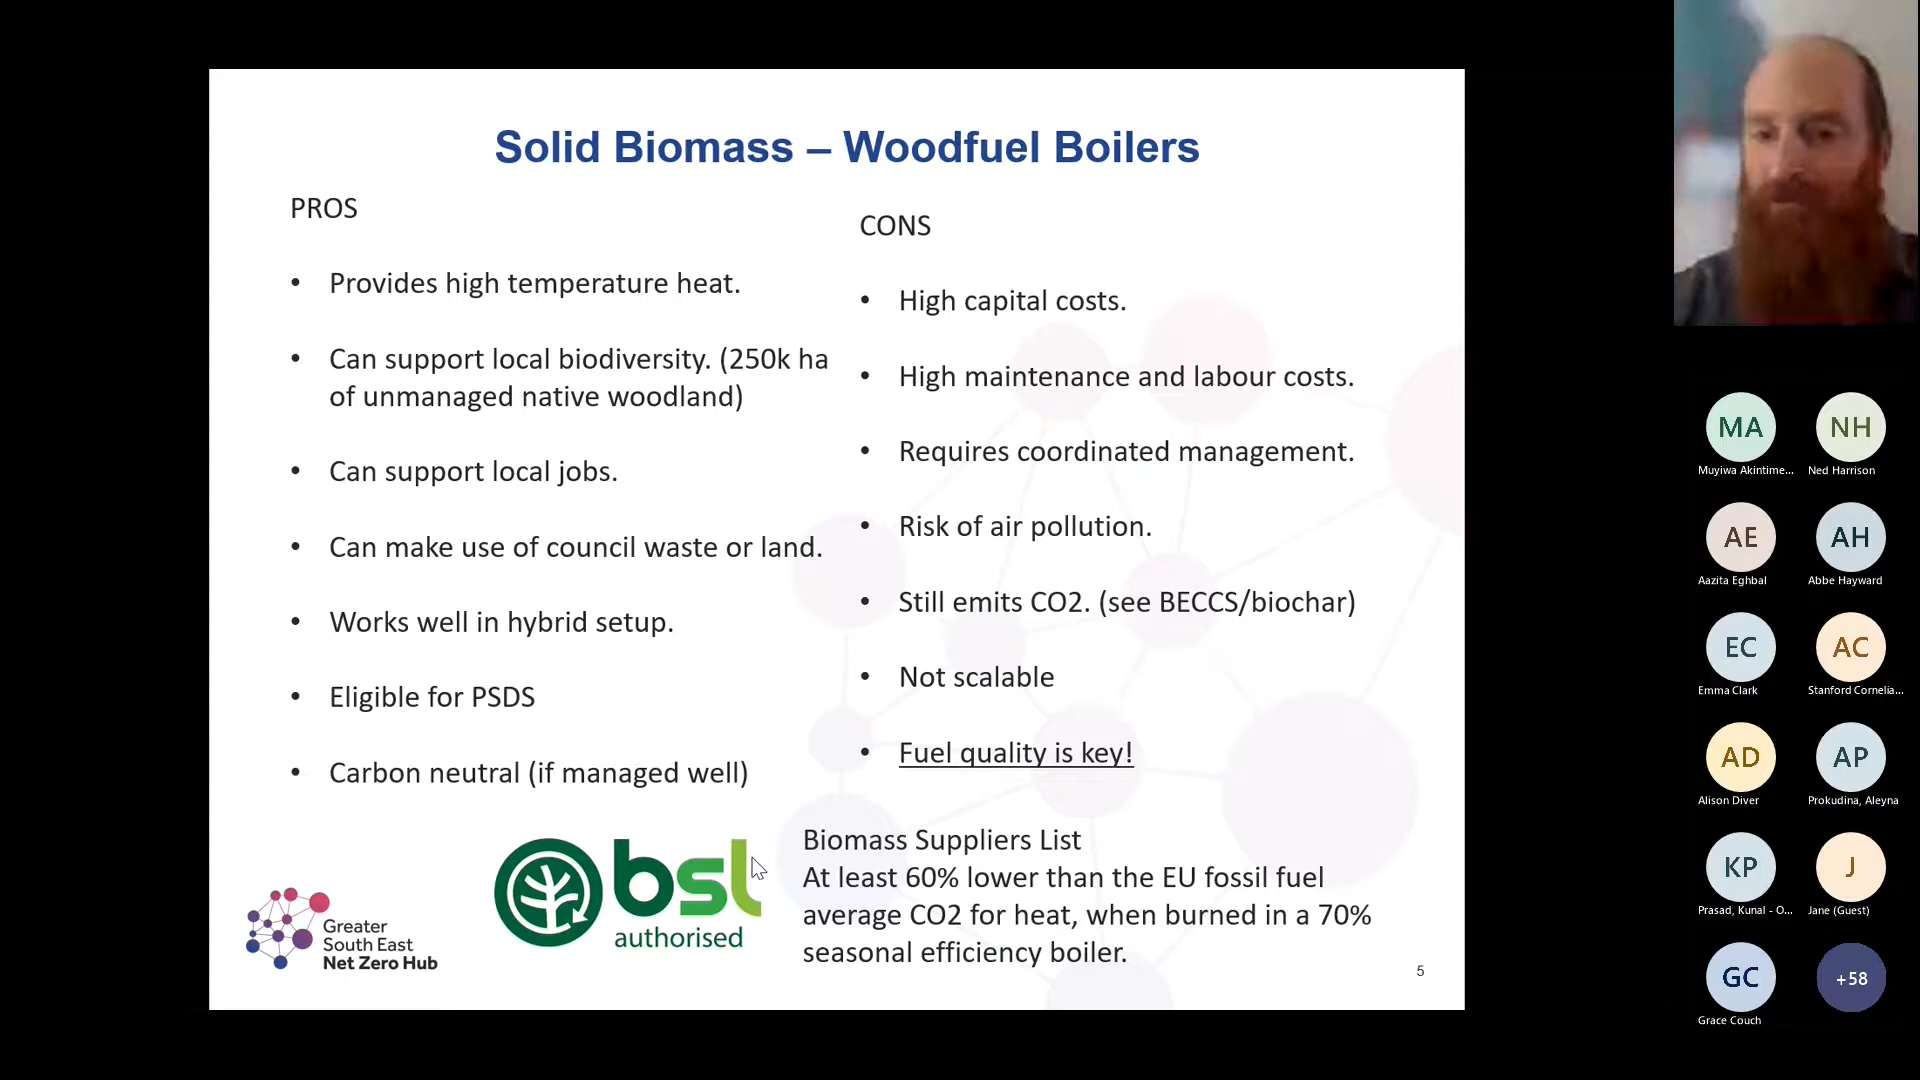 Solid Biomass – Woodfuel Boilers
PROS
• Provides high temperature heat.
• Can support local biodiversity. (250k ha
of unmanaged native woodland)
• Can support local jobs.
• Can make use of council waste or land.
• Works well in hybrid setup.
• Eligible for PSDS
• Carbon neutral (if managed well)
CONS
• High capital costs.
• High maintenance and labour costs.
• Requires coordinated management.
• Risk of air pollution.
• Still emits CO2. (see BECCS/biochar)
• Not scalable
• Fuel quality is key!
Greater
South East
Net Zero Hub
bsl
authorised
Biomass Suppliers List
At least 60% lower than the EU fossil fuel
average CO2 for heat, when burned in a 70%
seasonal efficiency boiler.
5
MA
NH
Muyiwa Akintime...
Ned Harrison
AE
AH
Aazita Eghbal
Abbe Hayward
EC
AC
Emma Clark
Stanford Cornelia...
AD
AP
Alison Diver
Prokudina, Aleyna
KP
J
Prasad, Kunal - O...
Jane (Guest)
GC
+58
Grace Couch